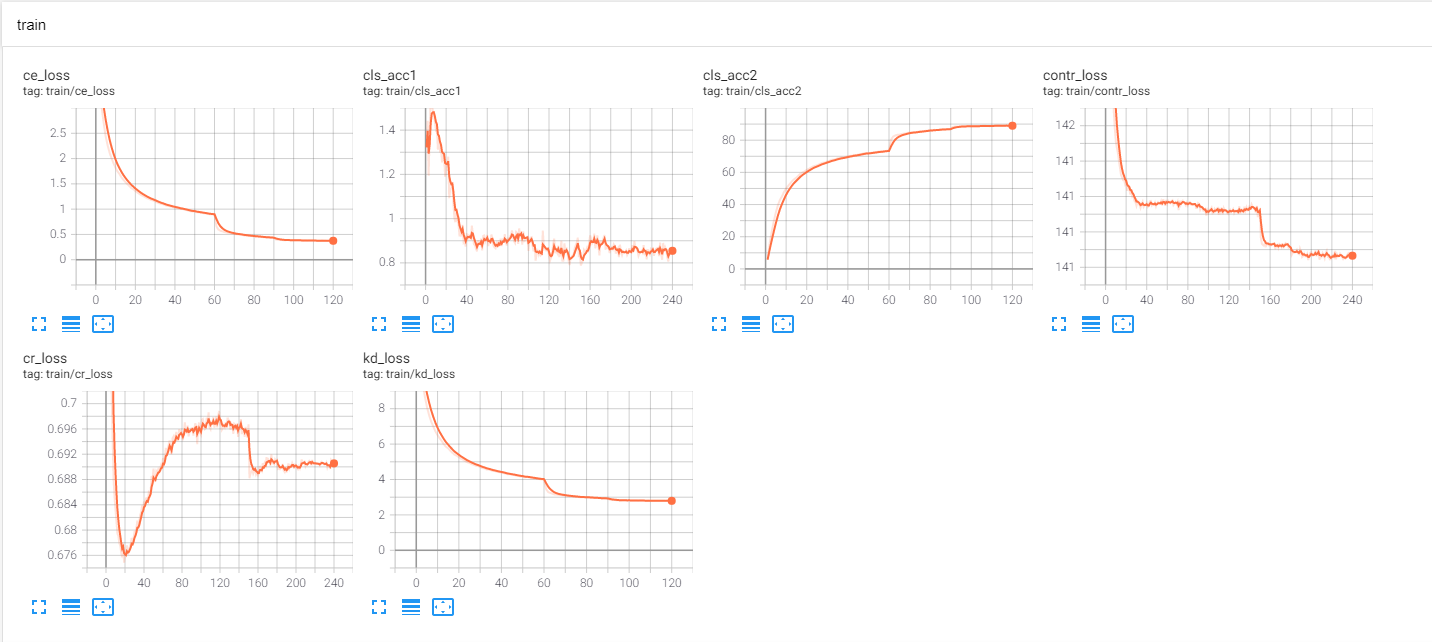 train
ce_loss
tag: train/ce_loss
2.5
2
1.5
1
0.5
0
0 20 40 60 80 100 120
cls_acc1
tag: train/cls_acc1
1.4
1.2
1
0.8
0 40 80 120 160 200 240
cls_acc2
tag: train/cls_acc2
80
60
40
20
0
0 20 40 60 80 100 120
contr_loss
tag: train/contr_loss
142
141
141
141
141
0 40 80 120 160 200 240
cr_loss
tag: train/cr_loss
0.7
0.696
0.692
0.688
0.684
0.68
0.676
0 40 80 120 160 200 240
kd_loss
tag: train/kd_loss
8
6
4
2
0
0 20 40 60 80 100 120